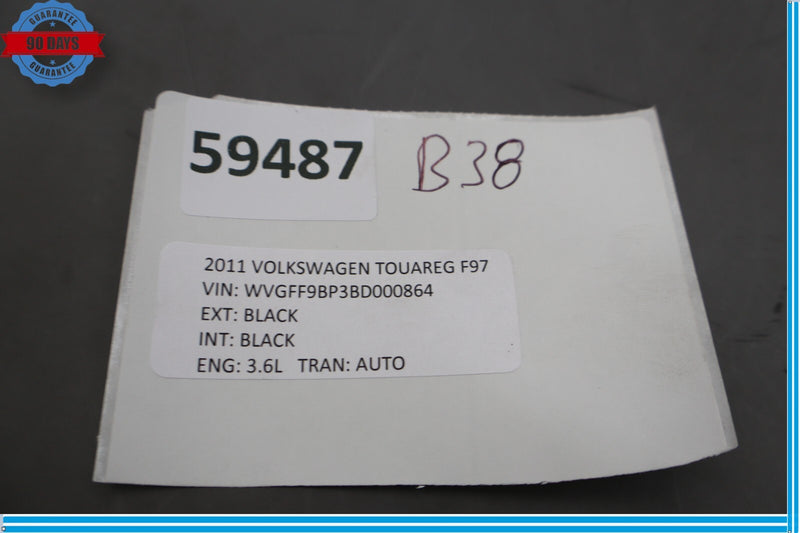 GUARANTEE
90 DAYS
GUARANTEE
59487
B38
2011 VOLKSWAGEN TOUAREG F97
VIN: WVGFF9BP3BD000864
EXT: BLACK
INT: BLACK
ENG: 3.6L TRAN: AUTO